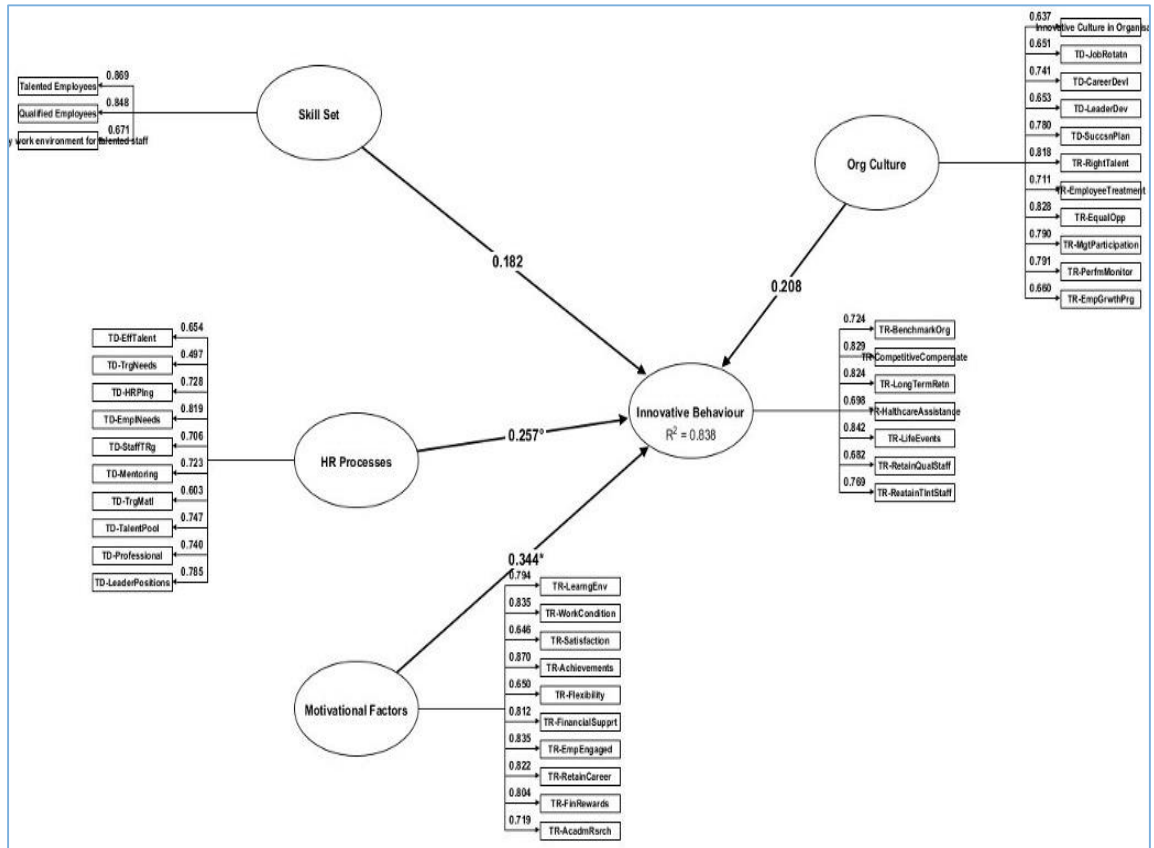 0.869
Talented Employees
0.848
Qualified Employees
0.671
y work environment for talented staff
Skill Set
0.182
0.637
Innovative Culture in Organisa
0.651
TD-JobRotatn
0.741
TD-CareerDevl
0.653
TD-LeaderDev
0.780
TD-SuccsnPlan
0.818
TR-RightTalent
0.711
TR-EmployeeTreatment
0.828
TR-EqualOpp
0.790
TR-MgtParticipation
0.791
TR-PerfmMonitor
0.660
TR-EmpGrwthPrg
Org Culture
0.208
0.654
TD-EffTalent
0.497
TD-TrgNeeds
0.728
TD-HRPlng
0.819
TD-EmplNeeds
0.706
TD-StaffTRg
0.723
TD-Mentoring
0.603
TD-TrgMatl
0.747
TD-TalentPool
0.740
TD-Professional
0.785
TD-LeaderPositions
HR Processes
0.257°
Innovative Behaviour
R² = 0.838
0.724
TR-BenchmarkOrg
0.829
TR-CompetitiveCompensate
0.824
TR-LongTermRetn
0.698
TR-HalthcareAssistance
0.842
TR-LifeEvents
0.682
TR-RetainQualStaff
0.769
TR-ReatainTlntStaff
0.344*
Motivational Factors
0.794
TR-LearngEnv
0.835
TR-WorkCondition
0.646
TR-Satisfaction
0.870
TR-Achievements
0.650
TR-Flexibility
0.812
TR-FinancialSupprt
0.835
TR-EmpEngaged
0.822
TR-RetainCareer
0.804
TR-FinRewards
0.719
TR-AcadmRsrch